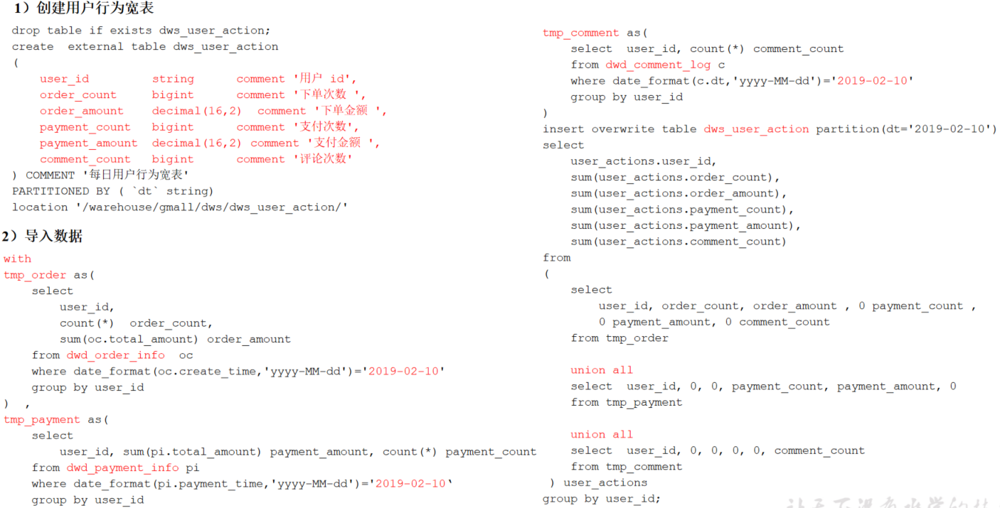 1）创建用户行为宽表
drop table if exists dws_user_action;
create  external table dws_user_action
(
    user_id         string      comment '用户 id',
    order_count     bigint      comment '下单次数 ',
    order_amount    decimal(16,2)  comment '下单金额 ',
    payment_count   bigint      comment '支付次数',
    payment_amount  decimal(16,2) comment '支付金额 ',
    comment_count   bigint      comment '评论次数'
) COMMENT '每日用户行为宽表'
PARTITIONED BY ( `dt` string)
location '/warehouse/gmall/dws/dws_user_action/'
2）导入数据
with
tmp_order as(
    select
        user_id,
        count(*)  order_count,
        sum(oc.total_amount) order_amount
    from dwd_order_info  oc
    where date_format(oc.create_time,'yyyy-MM-dd')='2019-02-10'
    group by user_id
)  ,
tmp_payment as(
    select
        user_id, sum(pi.total_amount) payment_amount, count(*) payment_count
    from dwd_payment_info pi
    where date_format(pi.payment_time,'yyyy-MM-dd')='2019-02-10‘
    group by user_id
tmp_comment as(
    select  user_id, count(*) comment_count
    from dwd_comment_log c
    where date_format(c.dt,'yyyy-MM-dd')='2019-02-10'
    group by user_id
)
insert overwrite table dws_user_action partition(dt='2019-02-10')
select
    user_actions.user_id,
    sum(user_actions.order_count),
    sum(user_actions.order_amount),
    sum(user_actions.payment_count),
    sum(user_actions.payment_amount),
    sum(user_actions.comment_count)
from
(
    select
        user_id, order_count, order_amount , 0 payment_count ,
        0 payment_amount, 0 comment_count
    from tmp_order
    union all
    select  user_id, 0, 0, payment_count, payment_amount, 0
    from tmp_payment
    union all
    select  user_id, 0, 0, 0, 0, comment_count
    from tmp_comment
 ) user_actions
group by user_id;